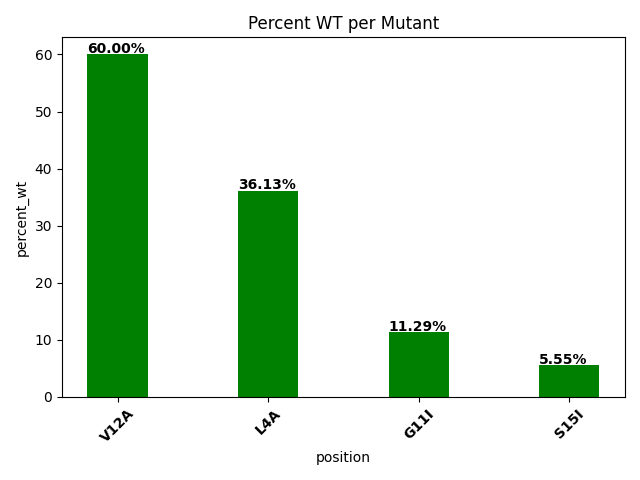 Percent WT per Mutant
percent_wt
60
50
40
30
20
10
0
60.00%
36.13%
11.29%
5.55%
V12A
L4A
G11I
S15I
position